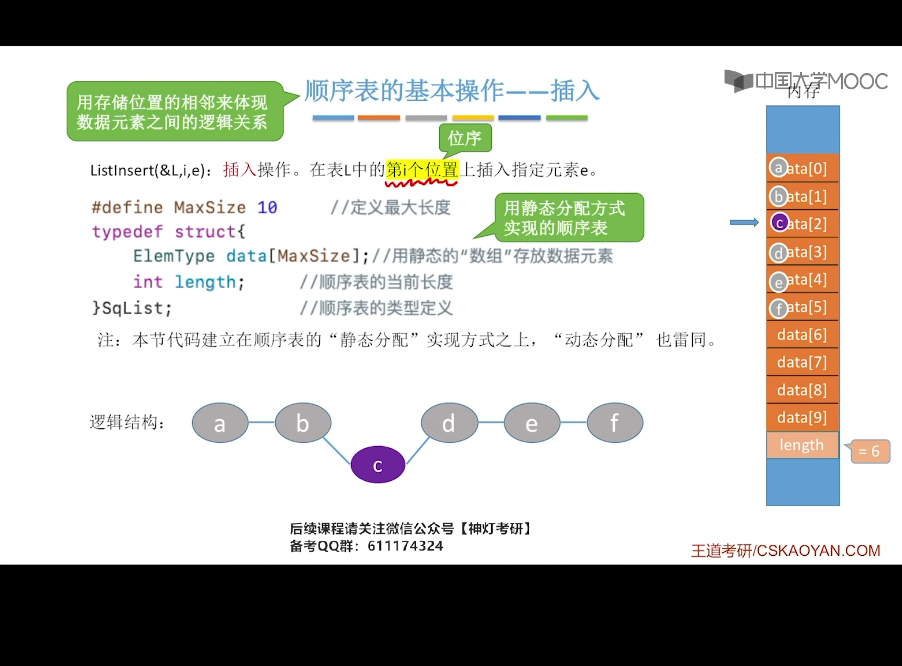 中国大学MOOC
顺序表的基本操作——插入
用存储位置的相邻来体现
数据元素之间的逻辑关系
位序
ListInsert(&L,i,e)：插入操作。在表L中的第i个位置上插入指定元素e。
#define MaxSize 10 //定义最大长度
typedef struct{
ElemType data[MaxSize];//用静态的“数组”存放数据元素
int length; //顺序表的当前长度
}SqList; //顺序表的类型定义
用静态分配方式
实现的顺序表
注：本节代码建立在顺序表的“静态分配”实现方式之上，“动态分配” 也雷同。
逻辑结构：
a b d e f
c
内存
a ata[0]
b ata[1]
c ata[2]
d ata[3]
e ata[4]
f ata[5]
data[6]
data[7]
data[8]
data[9]
length = 6
后续课程请关注微信公众号【神灯考研】
备考QQ群：611174324
王道考研/CSKAOYAN.COM